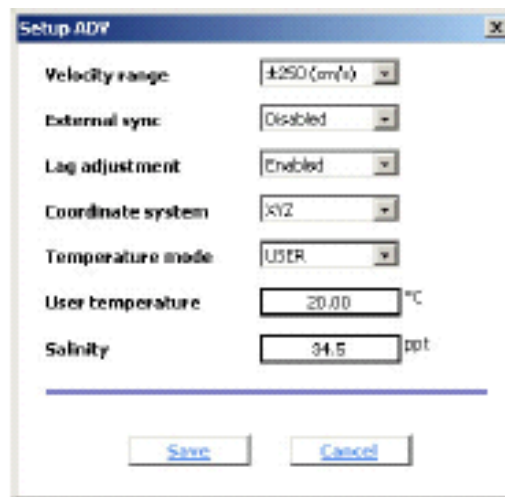 Setup ADV
Velocity range ±250 (cm/s)
External sync Disabled
Lag adjustment Enabled
Coordinate system XYZ
Temperature mode USER
User temperature 20.00 °C
Salinity 34.5 ppt
Save Cancel